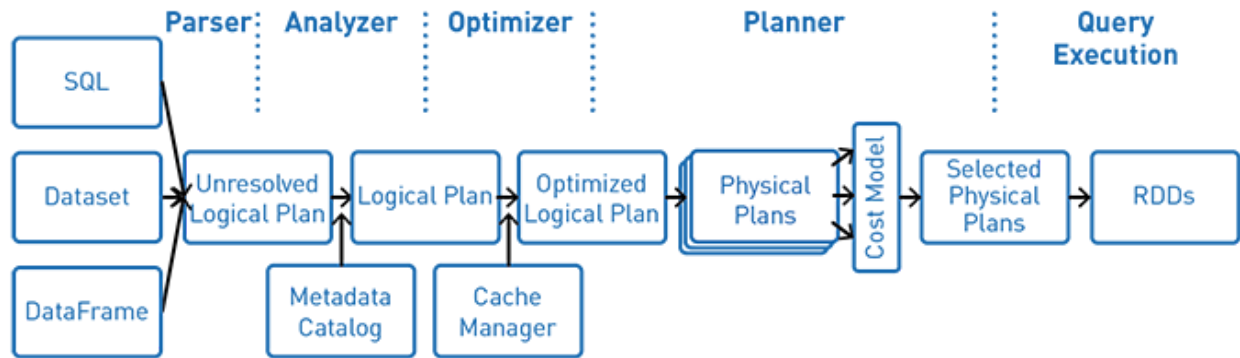 Parser
Analyzer
Optimizer
Planner
Query
Execution
SQL
Dataset
DataFrame
Unresolved
Logical Plan
Logical Plan
Optimized
Logical Plan
Physical
Plans
Cost Model
Selected
Physical
Plans
RDDs
Metadata
Catalog
Cache
Manager